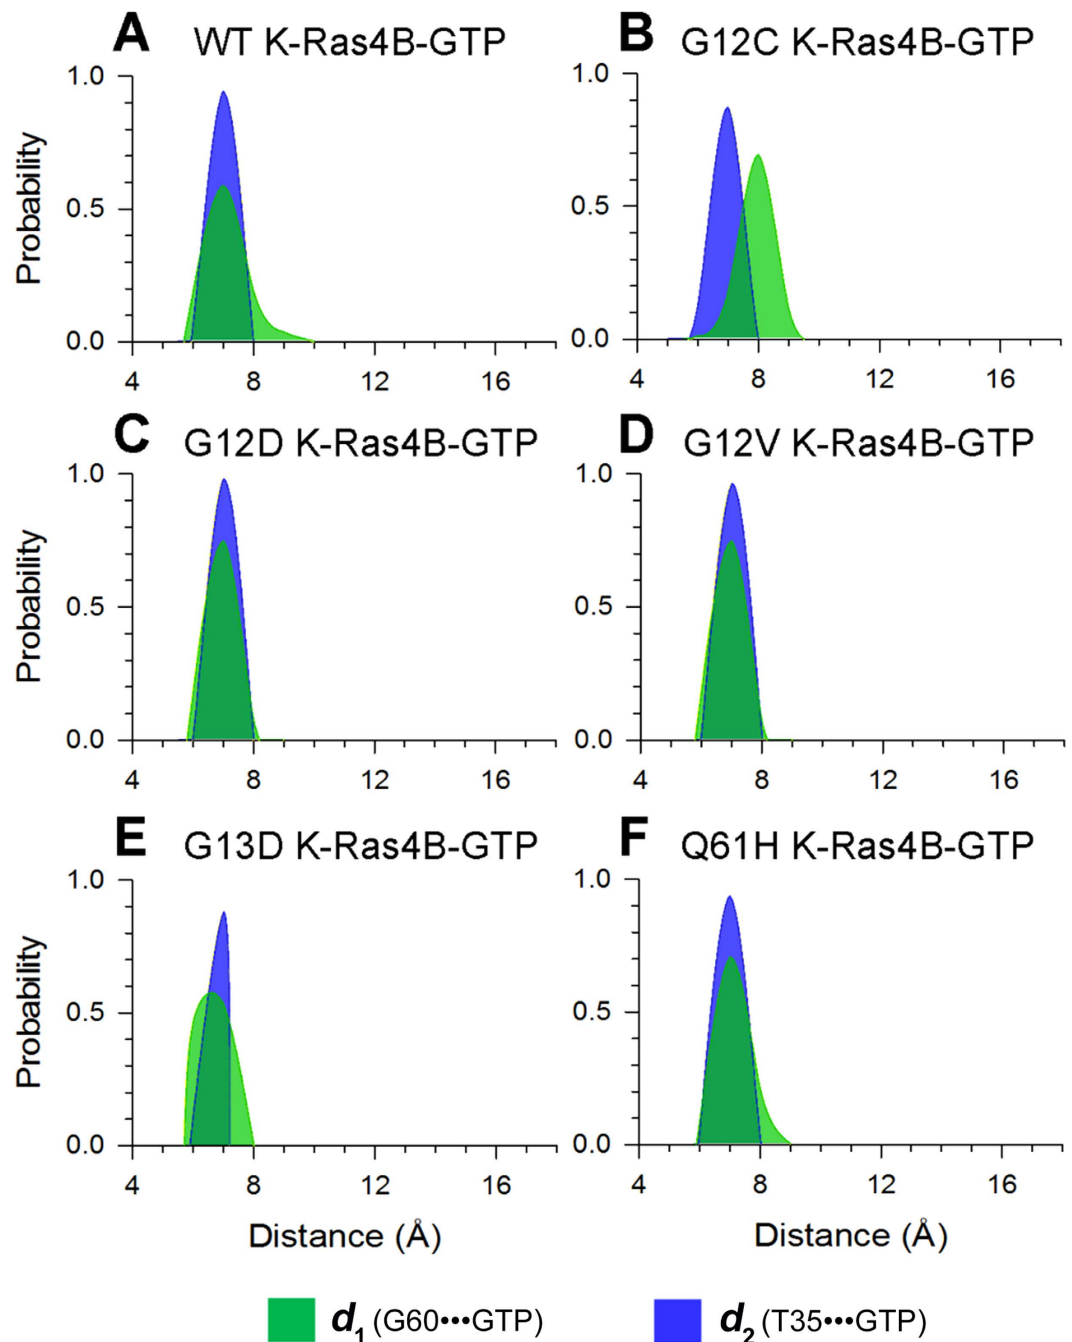 A WT K-Ras4B-GTP
B G12C K-Ras4B-GTP
Probability
1.0
0.5
0.0
4 8 12 16
1.0
0.5
0.0
4 8 12 16
C G12D K-Ras4B-GTP
D G12V K-Ras4B-GTP
Probability
1.0
0.5
0.0
4 8 12 16
1.0
0.5
0.0
4 8 12 16
E G13D K-Ras4B-GTP
F Q61H K-Ras4B-GTP
Probability
1.0
0.5
0.0
4 8 12 16
Distance (Å)
1.0
0.5
0.0
4 8 12 16
Distance (Å)
d1 (G60•••GTP)
d2 (T35•••GTP)